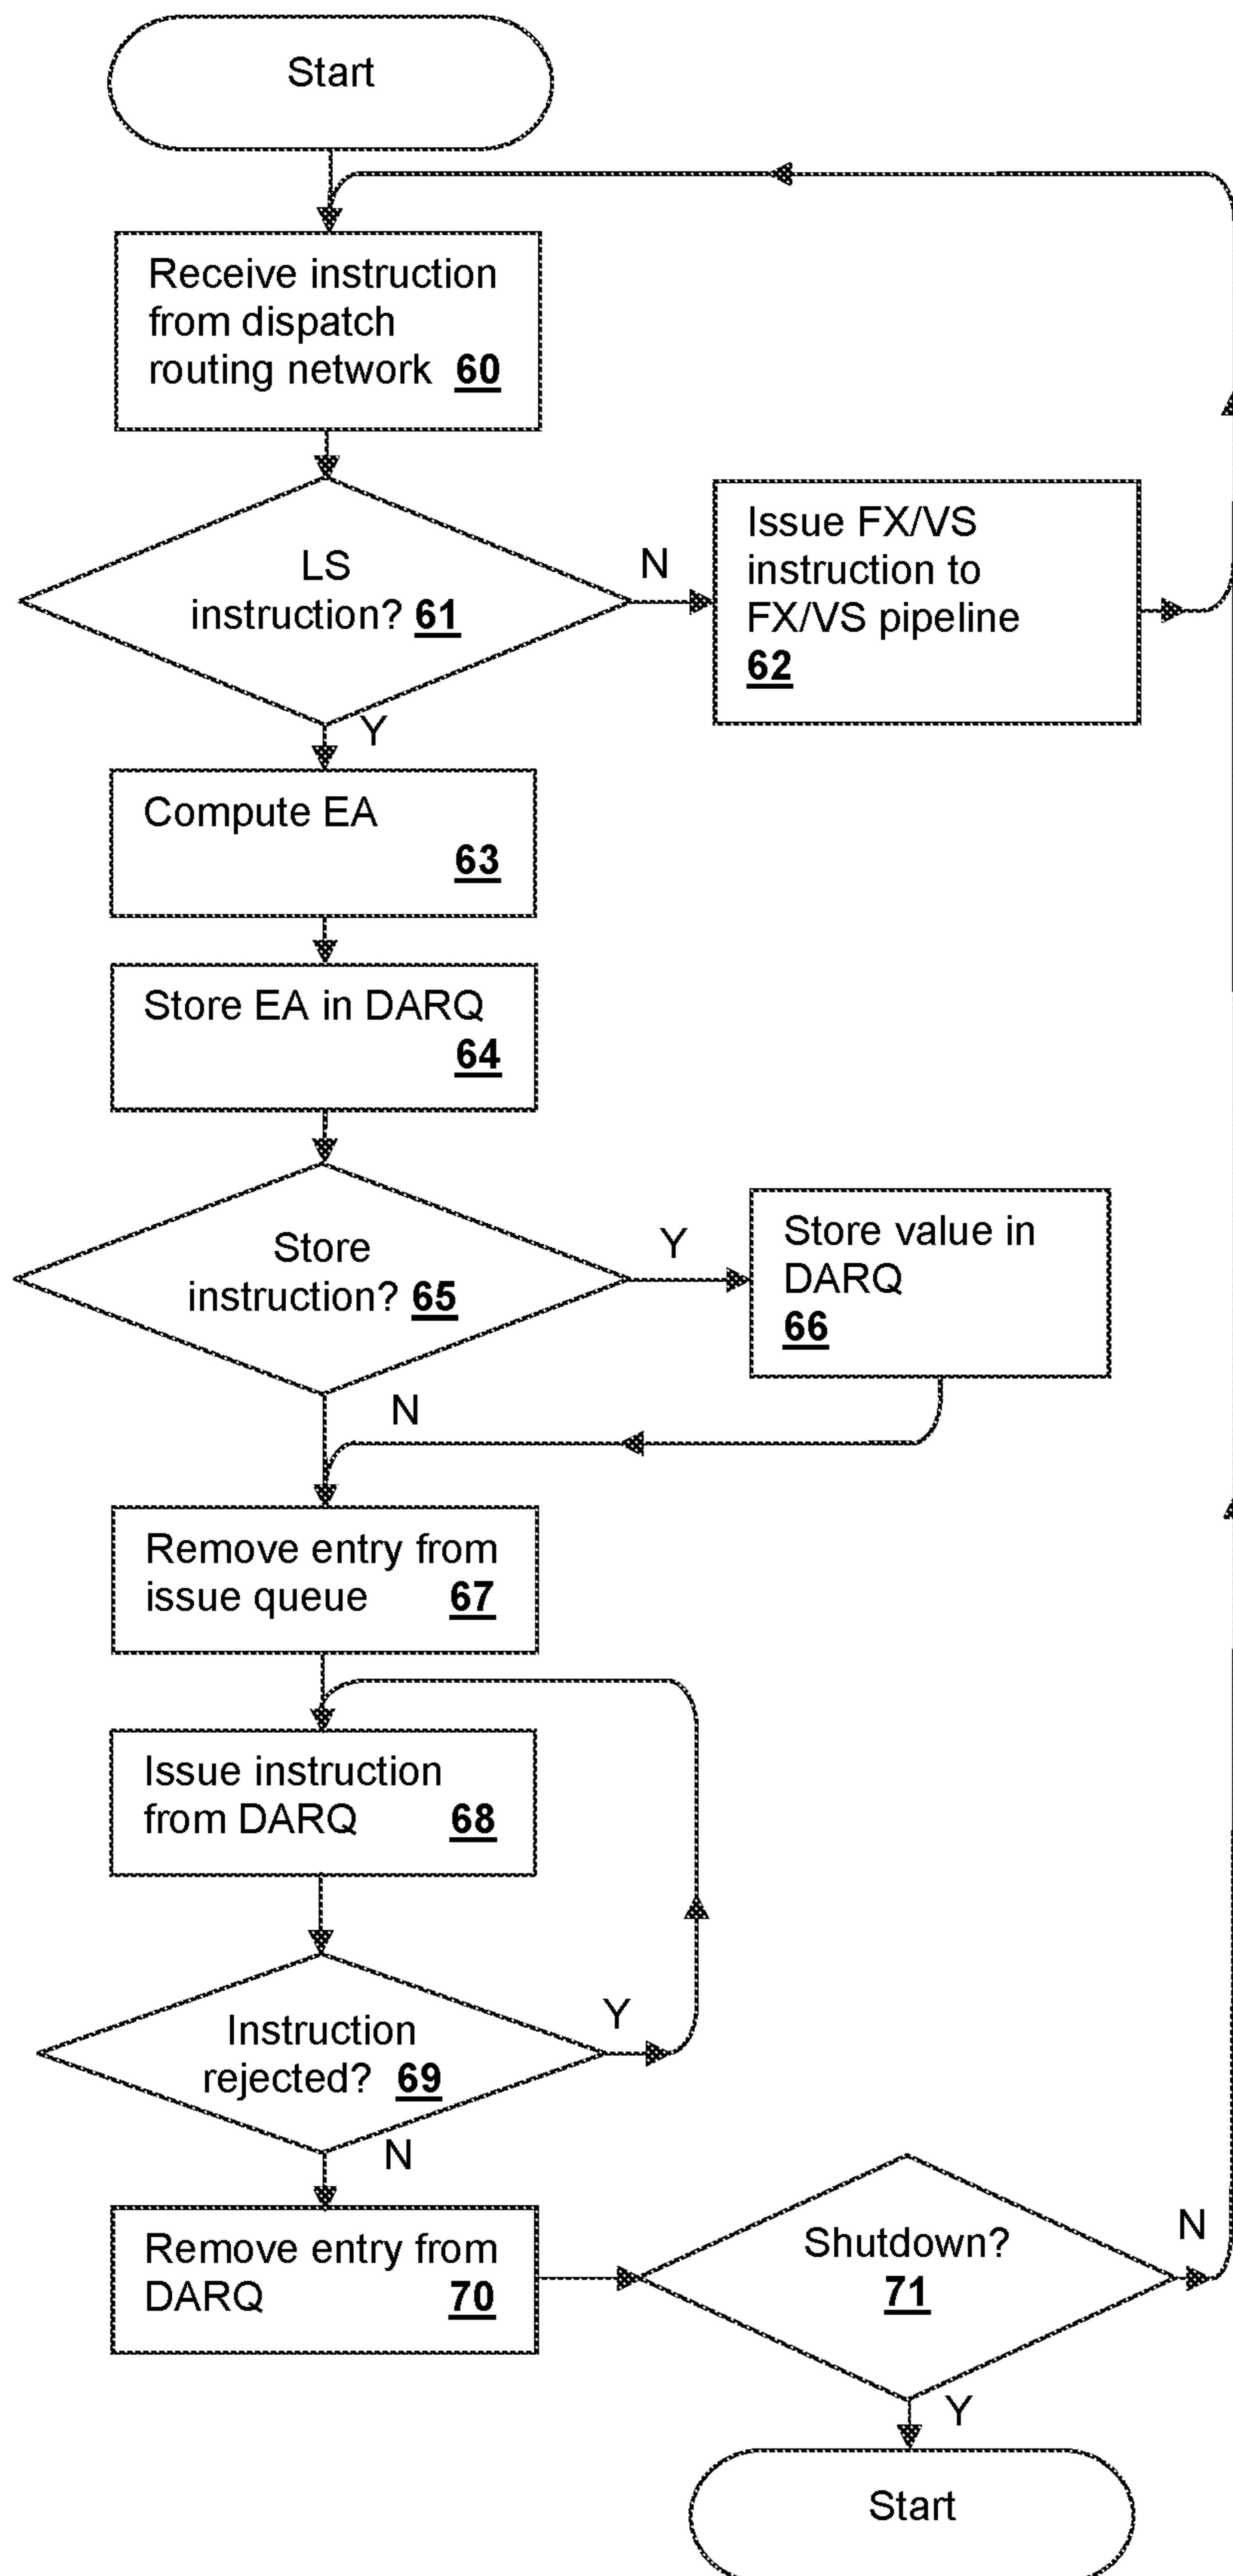 Start
Receive instruction
from dispatch
routing network 60
LS
instruction? 61
N
Issue FX/VS
instruction to
FX/VS pipeline
62
Y
Compute EA
63
Store EA in DARQ
64
Store
instruction? 65
Y
Store value in
DARQ
66
N
Remove entry from
issue queue 67
Issue instruction
from DARQ 68
Instruction
rejected? 69
Y
N
Remove entry from
DARQ 70
Shutdown?
71
N
Y
Start